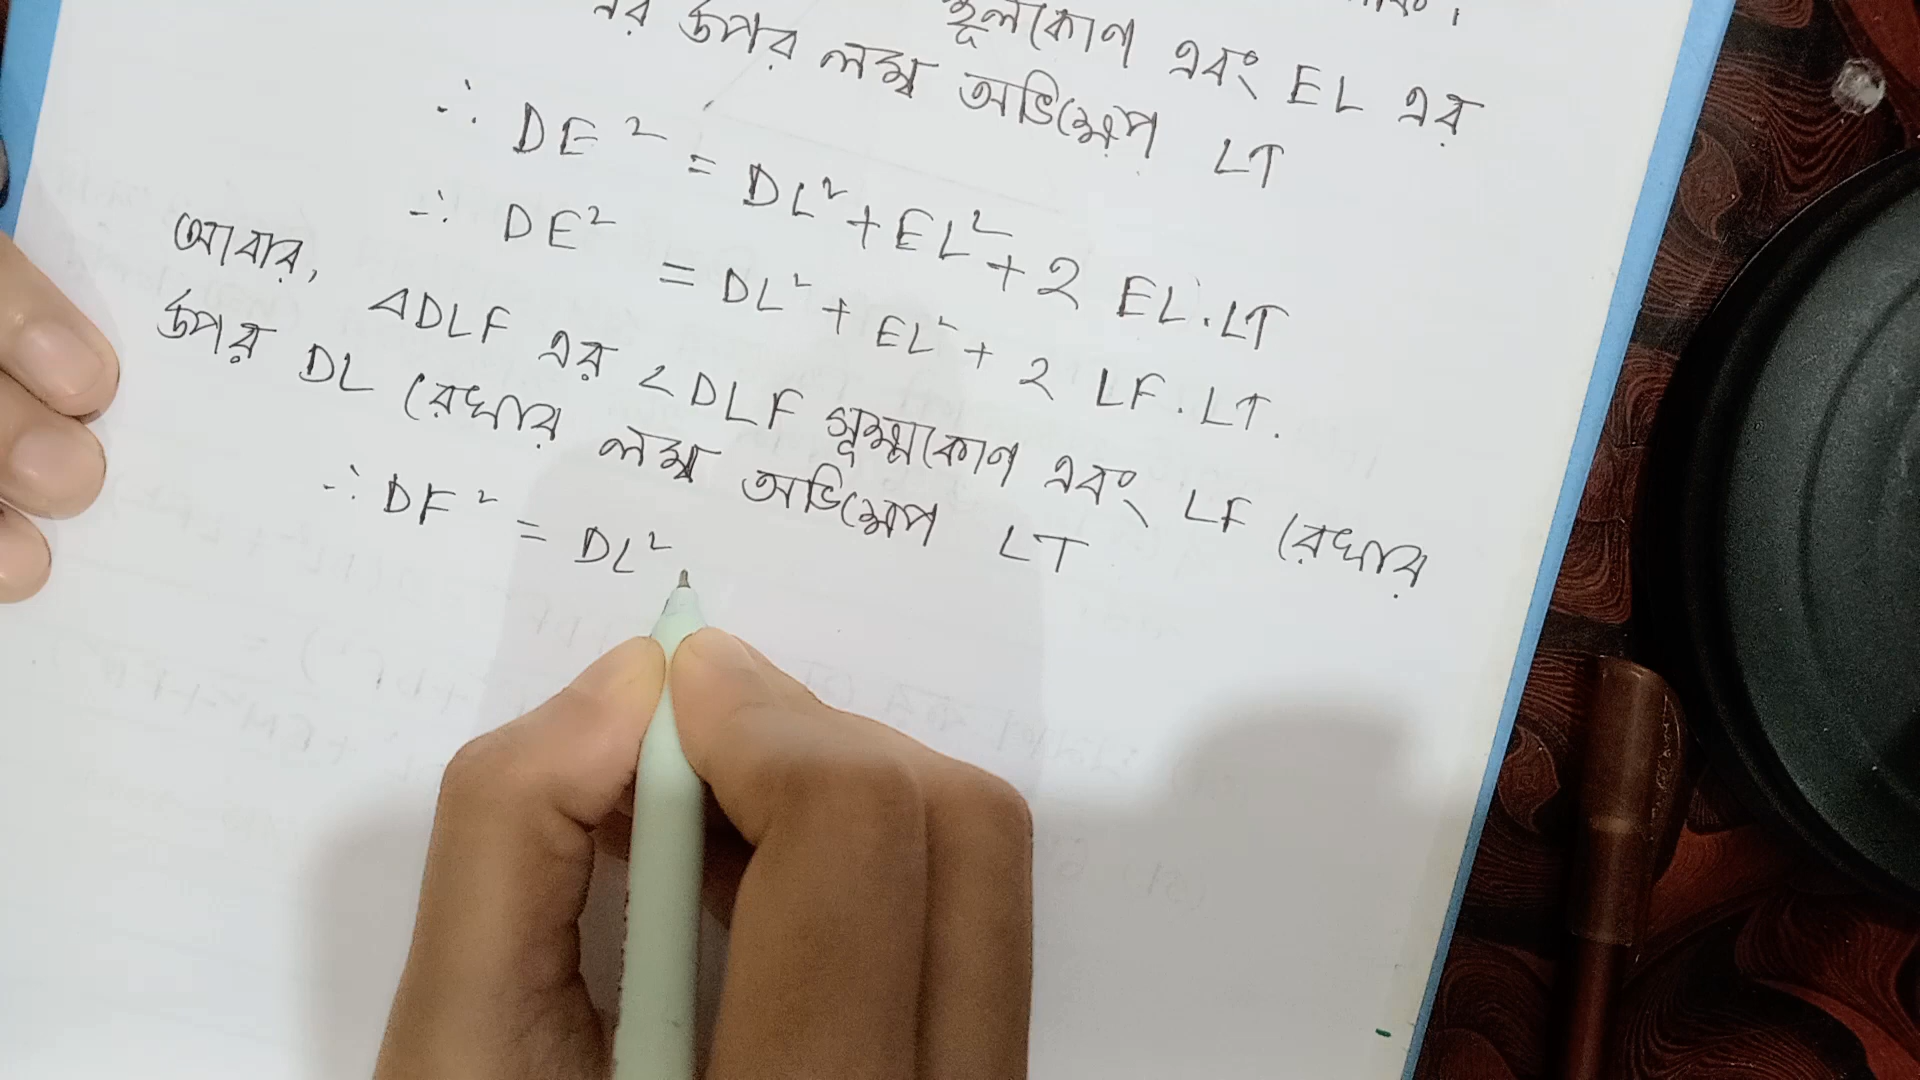 স্থূলকোণ এবং EL এর
এর উপর লম্ব অভিক্ষেপ LT
∴ DE² = DL² + EL² + 2 EL.LT
∴ DE² = DL² + EL² + 2 LF.LT.
আবার, ⊿DLF এর <DLF সূক্ষ্মকোণ এবং LF রেখার
উপর DL রেখার লম্ব অভিক্ষেপ LT
∴ DF² = DL²